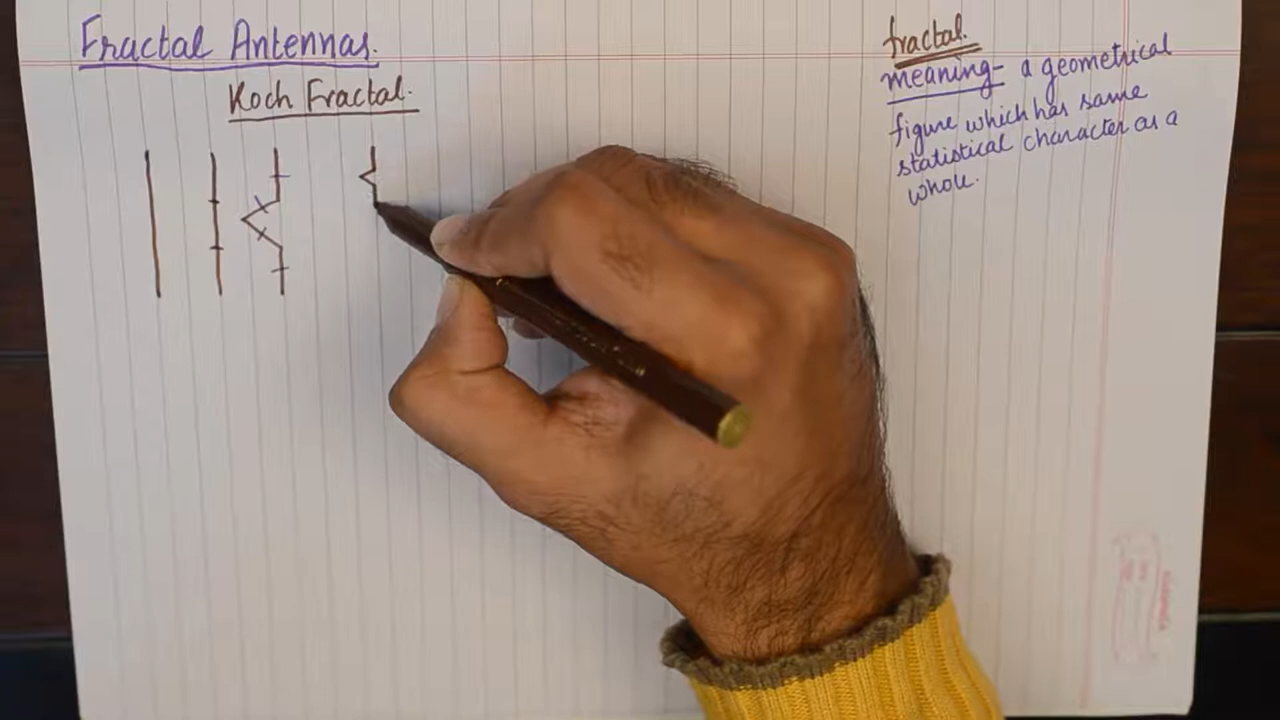 Fractal Antennas.
Koch Fractal.
fractal.
meaning- a geometrical
figure which has same
statistical character as a
whole.